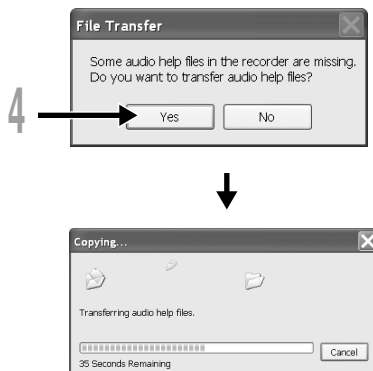 File Transfer
Some audio help files in the recorder are missing.
Do you want to transfer audio help files?
4
Yes No
Copying...
Transferring audio help files.
Cancel
35 Seconds Remaining